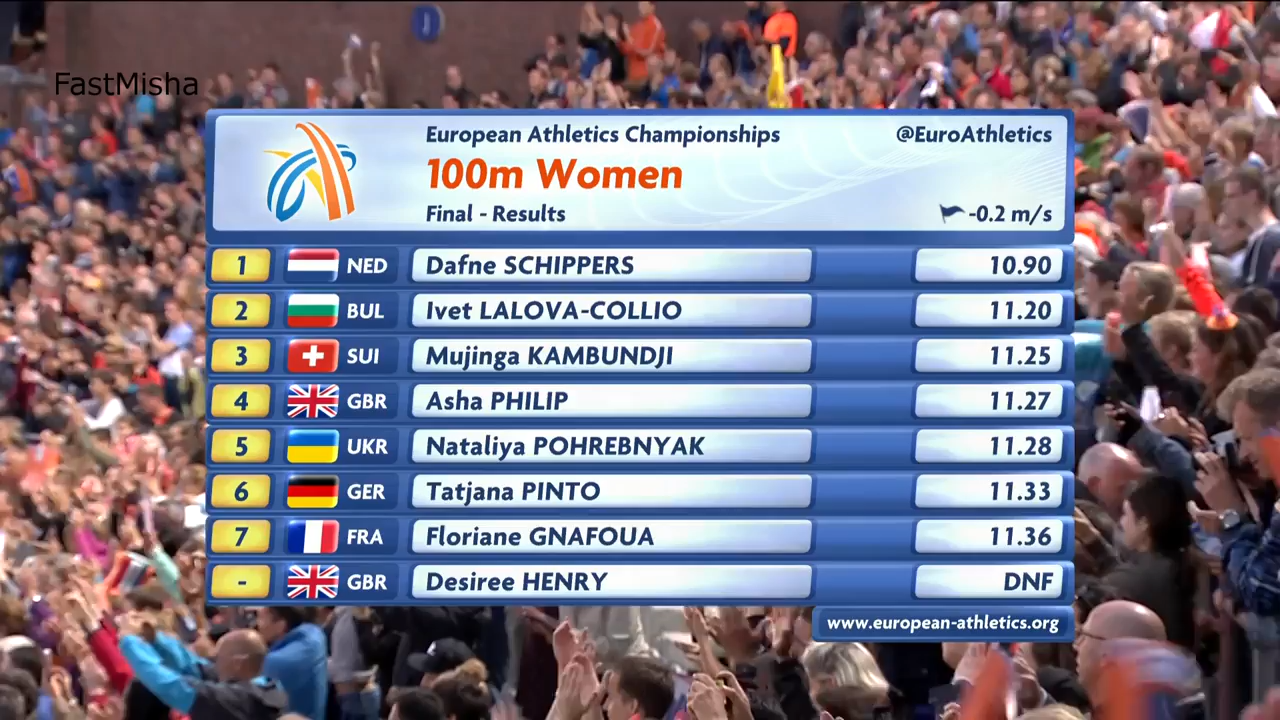 J
FastMisha
European Athletics Championships @EuroAthletics
100m Women
Final - Results -0.2 m/s
1 NED Dafne SCHIPPERS 10.90
2 BUL Ivet LALOVA-COLLIO 11.20
3 SUI Mujinga KAMBUNDJI 11.25
4 GBR Asha PHILIP 11.27
5 UKR Nataliya POHREBNYAK 11.28
6 GER Tatjana PINTO 11.33
7 FRA Floriane GNAFOUA 11.36
- GBR Desiree HENRY DNF
www.european-athletics.org